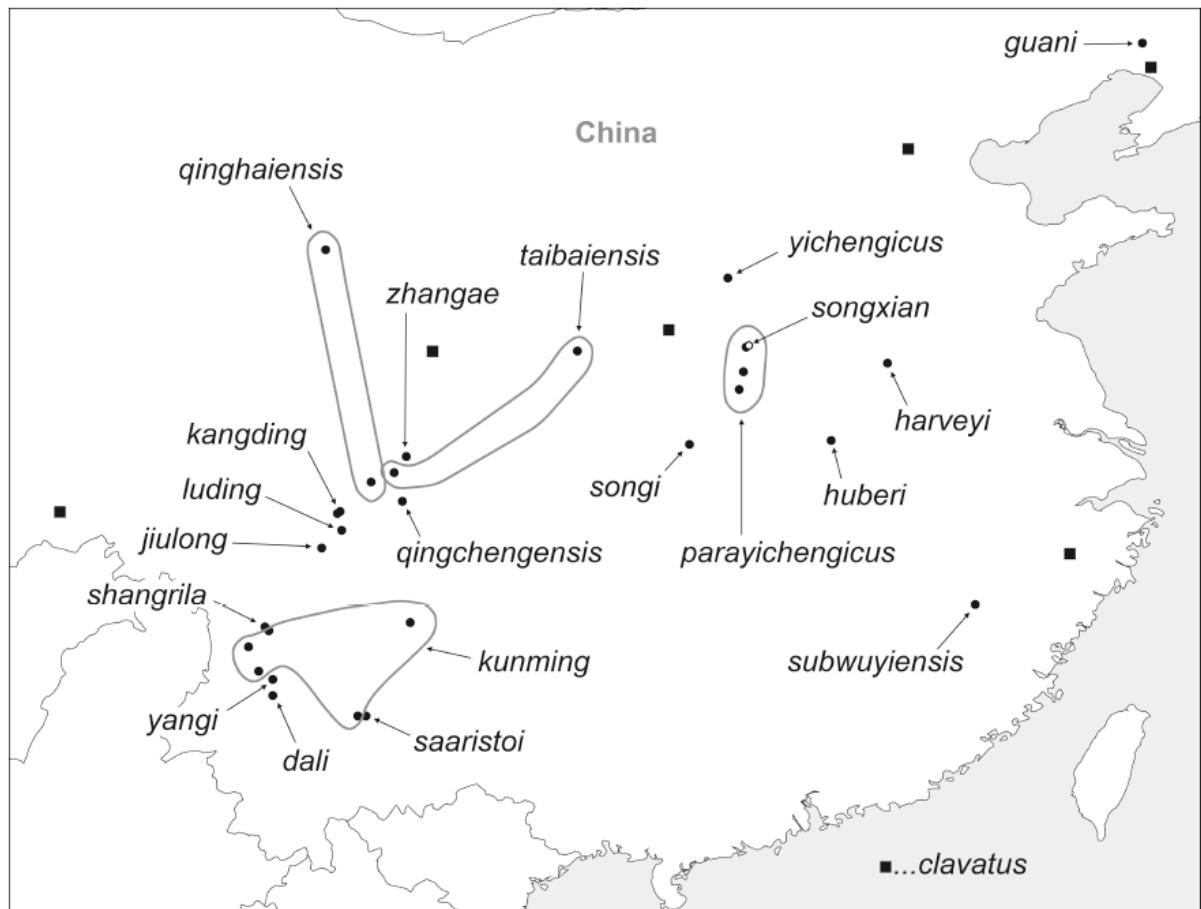 guani
China
qinghaiensis
yichengicus
taibaiensis
zhangae
songxian
harveyi
kangding
luding
songi
huberi
jiulong
qingchengensis
parayichengicus
shangrila
kunming
subwuyiensis
yangi
saaristoi
dali
■...clavatus